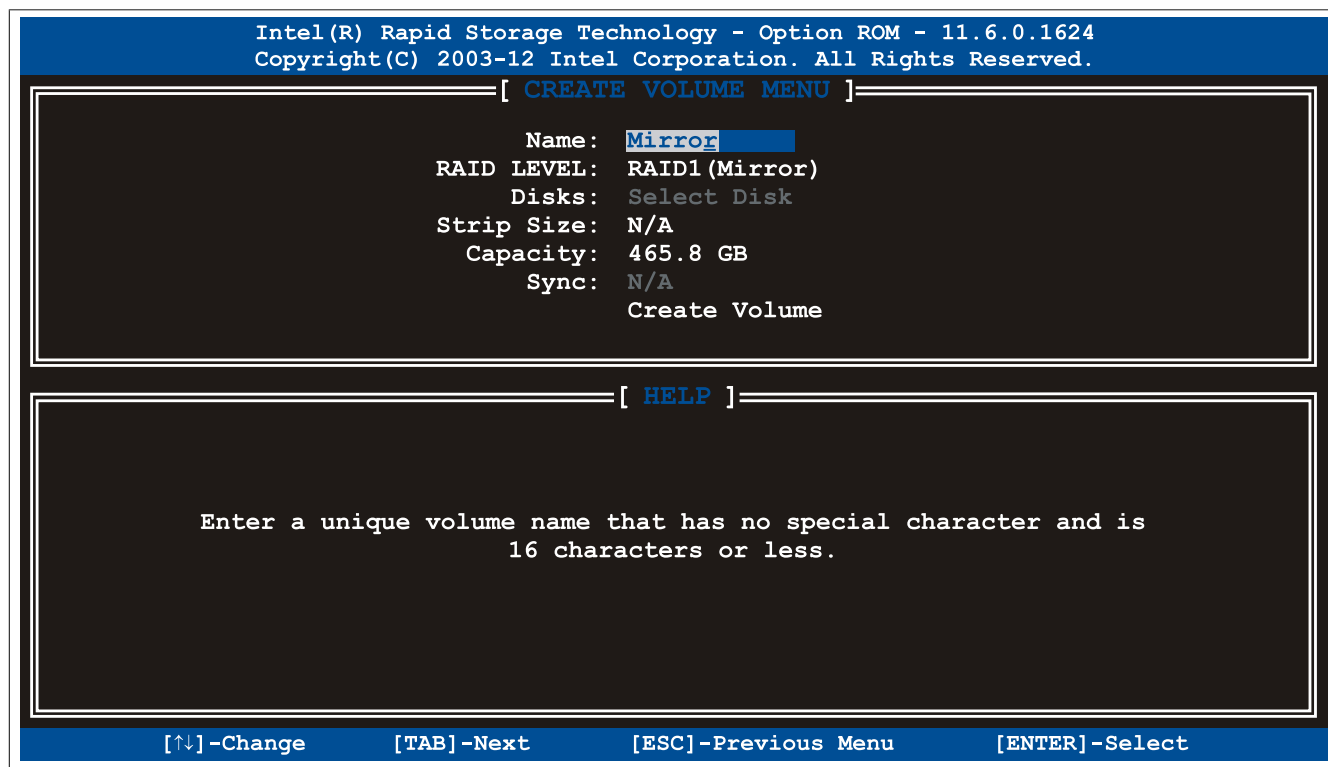 Intel(R) Rapid Storage Technology - Option ROM - 11.6.0.1624
Copyright(C) 2003-12 Intel Corporation. All Rights Reserved.
[ CREATE VOLUME MENU ]
Name: Mirror
RAID LEVEL: RAID1(Mirror)
Disks: Select Disk
Strip Size: N/A
Capacity: 465.8 GB
Sync: N/A
Create Volume
[ HELP ]
Enter a unique volume name that has no special character and is
16 characters or less.
[↑↓]-Change [TAB]-Next [ESC]-Previous Menu [ENTER]-Select